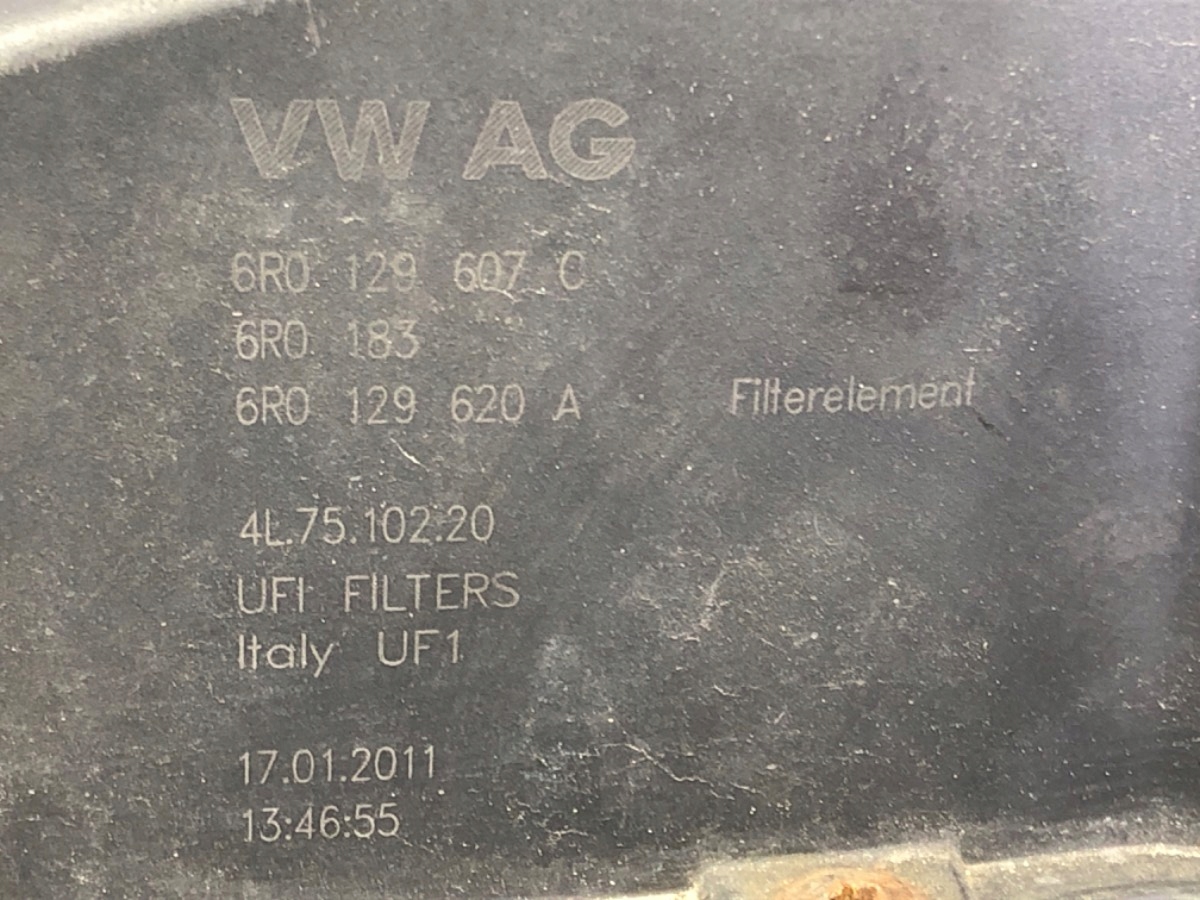 VW AG
6R0 129 607 C
6R0 183
6R0 129 620 A Filterelement
4L.75.102.20
UFI FILTERS
Italy UF1
17.01.2011
13:46:55